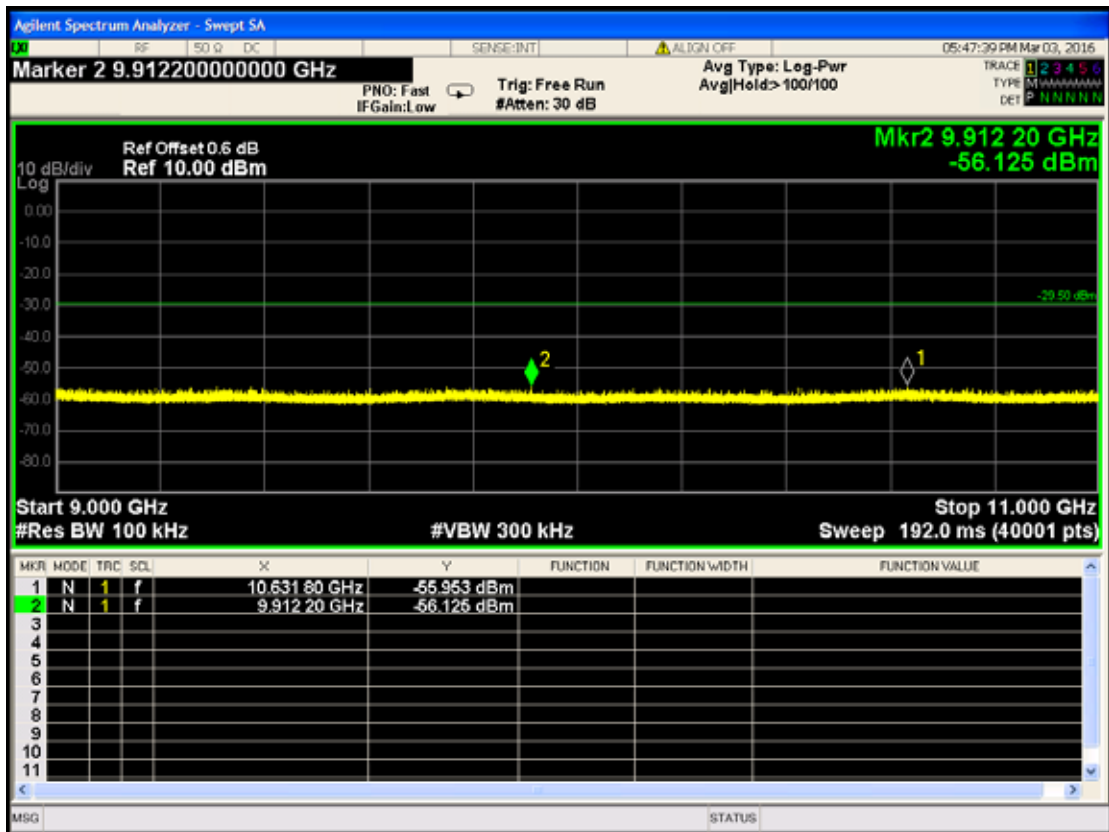 Agilent Spectrum Analyzer - Swept SA
RF 50 Ω DC SENSE:INT ALIGN OFF 05:47:39 PM Mar 03, 2016
Marker 2 9.912200000000 GHz
PNO: Fast
IFGain:Low
Trig: Free Run
#Atten: 30 dB
Avg Type: Log-Pwr
Avg|Hold:> 100/100
TRACE 1 2 3 4 5 6
TYPE M WWWWW
DET P N N N N N
Mkr2 9.912 20 GHz
-56.125 dBm
Ref Offset 0.6 dB
10 dB/div Ref 10.00 dBm
Log
0.00
-10.0
-20.0
-29.50 dBm
-30.0
-40.0
2
1
-50.0
-60.0
-70.0
-80.0
Start 9.000 GHz Stop 11.000 GHz
#Res BW 100 kHz #VBW 300 kHz Sweep 192.0 ms (40001 pts)
MKR MODE TRC SCL X Y FUNCTION FUNCTION WIDTH FUNCTION VALUE
1 N 1 f 10.631 80 GHz -55.953 dBm
2 N 1 f 9.912 20 GHz -56.125 dBm
3
4
5
6
7
8
9
10
11
MSG STATUS